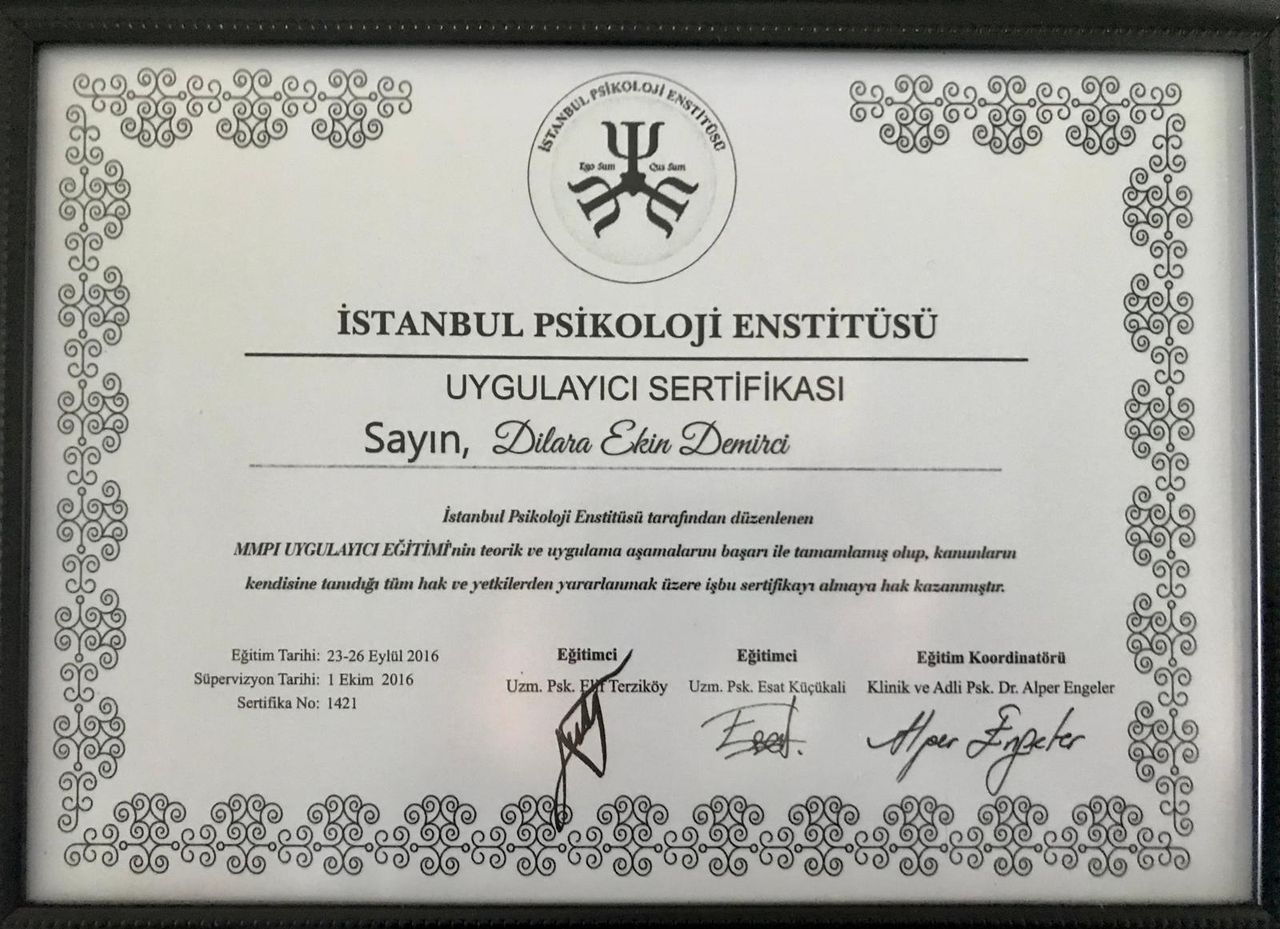 İSTANBUL PSİKOLOJİ ENSTİTÜSÜ
Ego Sum Qus Sum
İSTANBUL PSİKOLOJİ ENSTİTÜSÜ
UYGULAYICI SERTİFİKASI
Sayın, Dilara Ekin Demirci
İstanbul Psikoloji Enstitüsü tarafından düzenlenen
MMPI UYGULAYICI EĞİTİMİ'nin teorik ve uygulama aşamalarını başarı ile tamamlamış olup, kanunların
kendisine tanıdığı tüm hak ve yetkilerden yararlanmak üzere işbu sertifikayı almaya hak kazanmıştır.
Eğitim Tarihi: 23-26 Eylül 2016
Süpervizyon Tarihi: 1 Ekim 2016
Sertifika No: 1421
Eğitimci
Uzm. Psk. Elif Terziköy
Eğitimci
Uzm. Psk. Esat Küçükali
Esat.
Eğitim Koordinatörü
Klinik ve Adli Psk. Dr. Alper Engeler
Alper Engeler